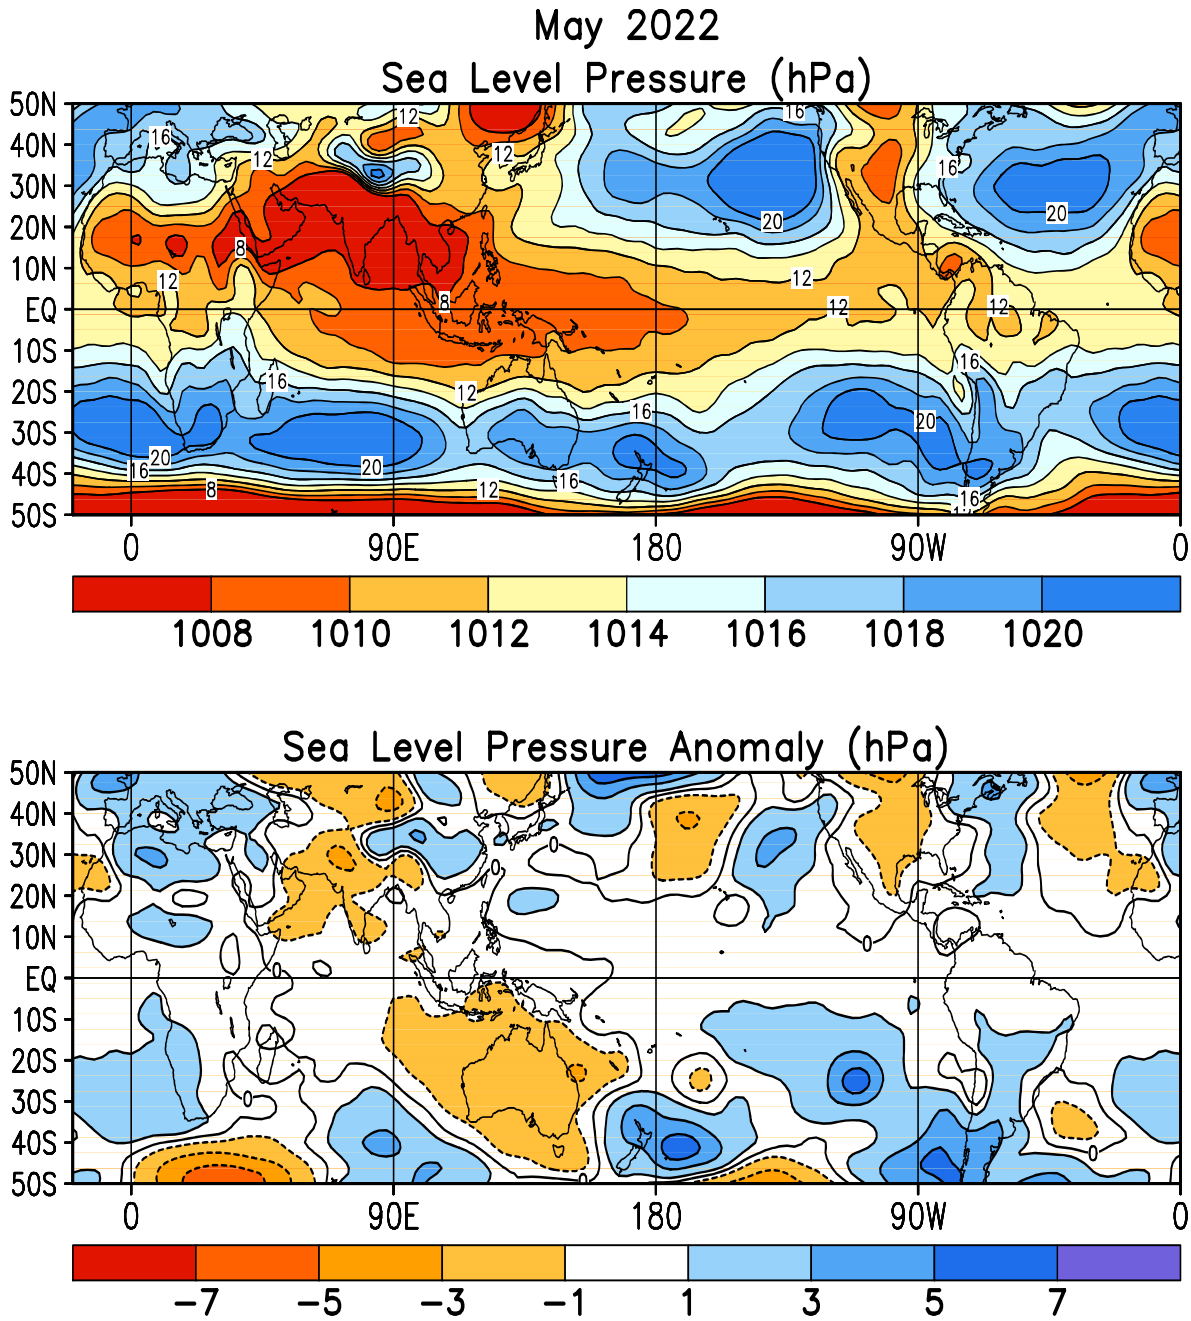 May 2022
Sea Level Pressure (hPa)
50N
40N
30N
20N
10N
EQ
10S
20S
30S
40S
50S
16
12
12
12
16
16
20
20
8
12
8
12
12
12
16
16
12
16
20
20
20
16
8
12
16
16
0
90E
180
90W
0
1008
1010
1012
1014
1016
1018
1020
Sea Level Pressure Anomaly (hPa)
50N
40N
30N
20N
10N
EQ
10S
20S
30S
40S
50S
0
0
0
0
0
0
0
90E
180
90W
0
−7
−5
−3
−1
1
3
5
7